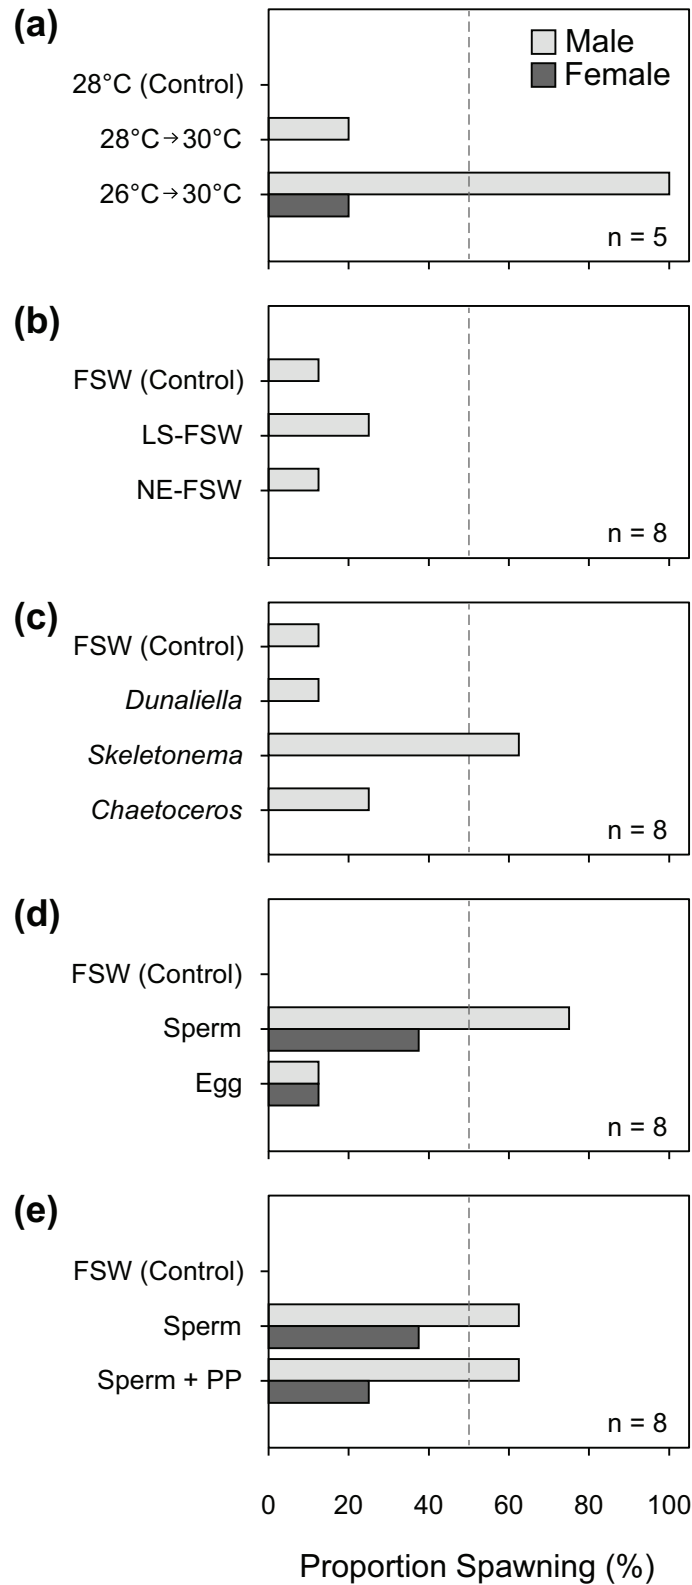 (a)
Male
Female
28°C (Control)
28°C→30°C
26°C→30°C
n = 5
(b)
FSW (Control)
LS-FSW
NE-FSW
n = 8
(c)
FSW (Control)
Dunaliella
Skeletonema
Chaetoceros
n = 8
(d)
FSW (Control)
Sperm
Egg
n = 8
(e)
FSW (Control)
Sperm
Sperm + PP
n = 8
0 20 40 60 80 100
Proportion Spawning (%)